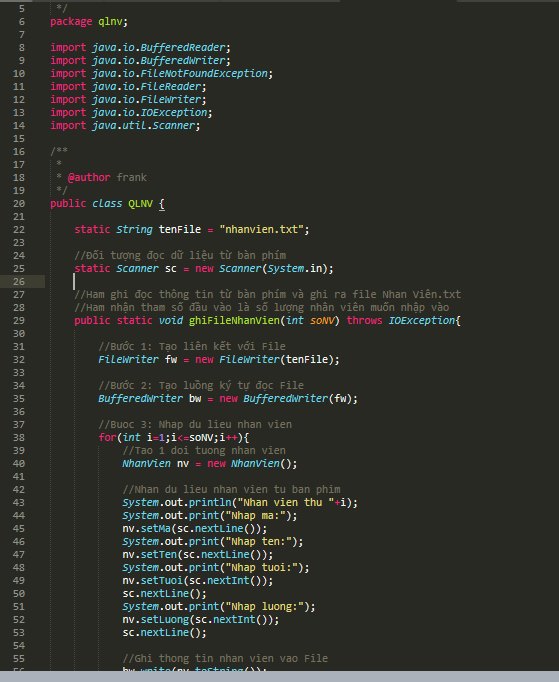 5 */
6 package qlnv;
7
8 import java.io.BufferedReader;
9 import java.io.BufferedWriter;
10 import java.io.FileNotFoundException;
11 import java.io.FileReader;
12 import java.io.FileWriter;
13 import java.io.IOException;
14 import java.util.Scanner;
15
16 /**
17 *
18 * @author frank
19 */
20 public class QLNV {
21
22 static String tenFile = "nhanvien.txt";
23
24 //Đối tượng đọc dữ liệu từ bàn phím
25 static Scanner sc = new Scanner(System.in);
26
27 //Ham ghi đọc thông tin từ bàn phím và ghi ra file Nhan Viên.txt
28 //Ham nhận tham số đầu vào là số lượng nhân viên muốn nhập vào
29 public static void ghiFileNhanVien(int soNV) throws IOException{
30
31 //Bước 1: Tạo liên kết với File
32 FileWriter fw = new FileWriter(tenFile);
33
34 //Bước 2: Tạo luồng ký tự đọc File
35 BufferedWriter bw = new BufferedWriter(fw);
36
37 //Buoc 3: Nhap du lieu nhan vien
38 for(int i=1;i<=soNV;i++){
39 //Tao 1 doi tuong nhan vien
40 NhanVien nv = new NhanVien();
41
42 //Nhan du lieu nhan vien tu ban phim
43 System.out.println("Nhan vien thu "+i);
44 System.out.print("Nhap ma:");
45 nv.setMa(sc.nextLine());
46 System.out.print("Nhap ten:");
47 nv.setTen(sc.nextLine());
48 System.out.print("Nhap tuoi:");
49 nv.setTuoi(sc.nextInt());
50 sc.nextLine();
51 System.out.print("Nhap luong:");
52 nv.setLuong(sc.nextInt());
53 sc.nextLine();
54
55 //Ghi thong tin nhan vien vao File
56 bw.write(nv.toString());